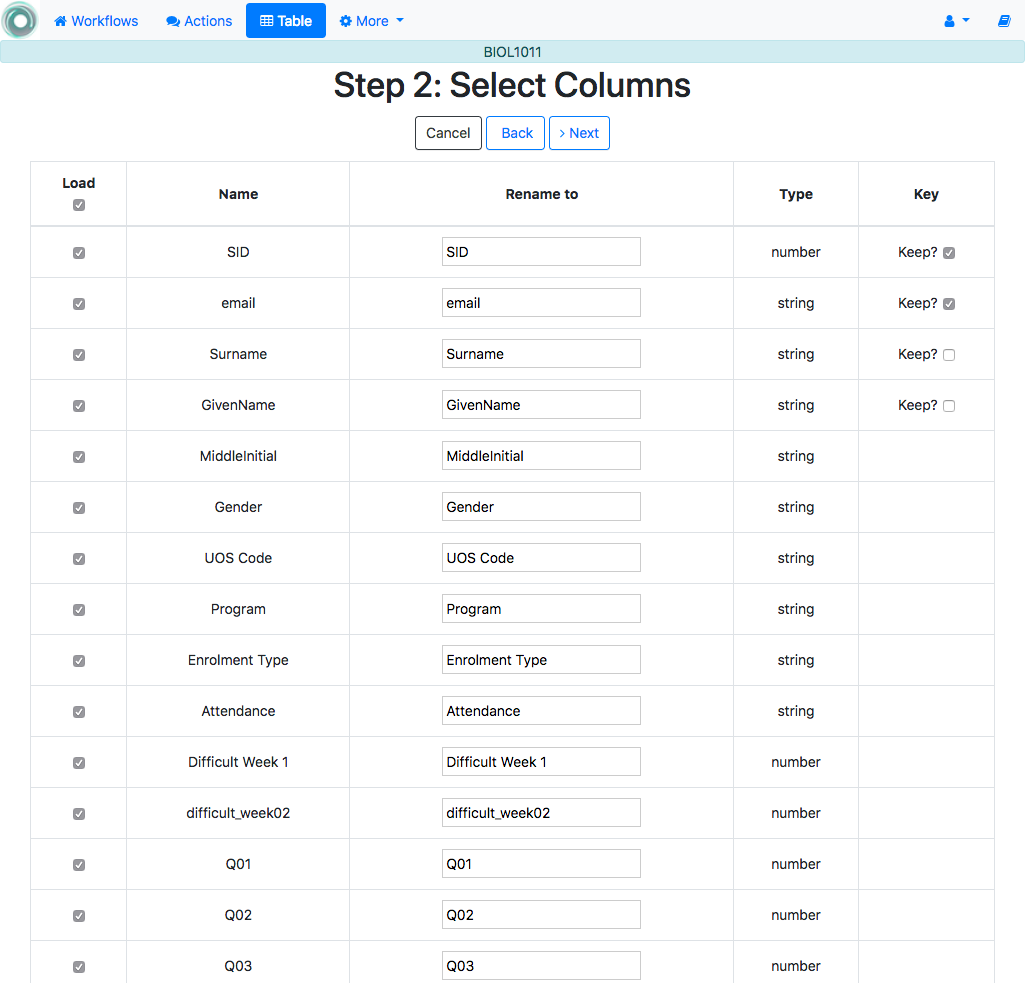 Workflows Actions Table More
BIOL1011
Step 2: Select Columns
Cancel Back > Next
Load Name Rename to Type Key
SID SID number Keep?
email email string Keep?
Surname Surname string Keep?
GivenName GivenName string Keep?
MiddleInitial MiddleInitial string
Gender Gender string
UOS Code UOS Code string
Program Program string
Enrolment Type Enrolment Type string
Attendance Attendance string
Difficult Week 1 Difficult Week 1 number
difficult_week02 difficult_week02 number
Q01 Q01 number
Q02 Q02 number
Q03 Q03 number